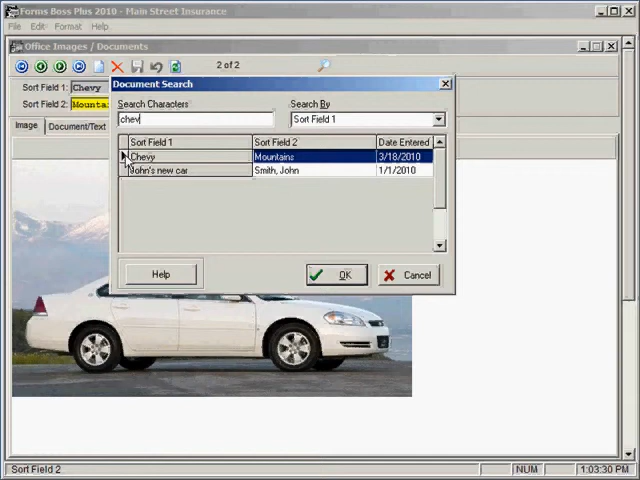 Forms Boss Plus 2010 - Main Street Insurance
File Edit Format Help
Office Images / Documents
2 of 2
Sort Field 1: Chevy
Sort Field 2:
Image Document/Text
Document Search
Search Characters Search By
chev Sort Field 1
Sort Field 1 Sort Field 2 Date Entered
Chevy Mountains 3/18/2010
John's new car Smith, John 1/1/2010
Help OK Cancel
Sort Field 2 NUM 1:03:30 PM